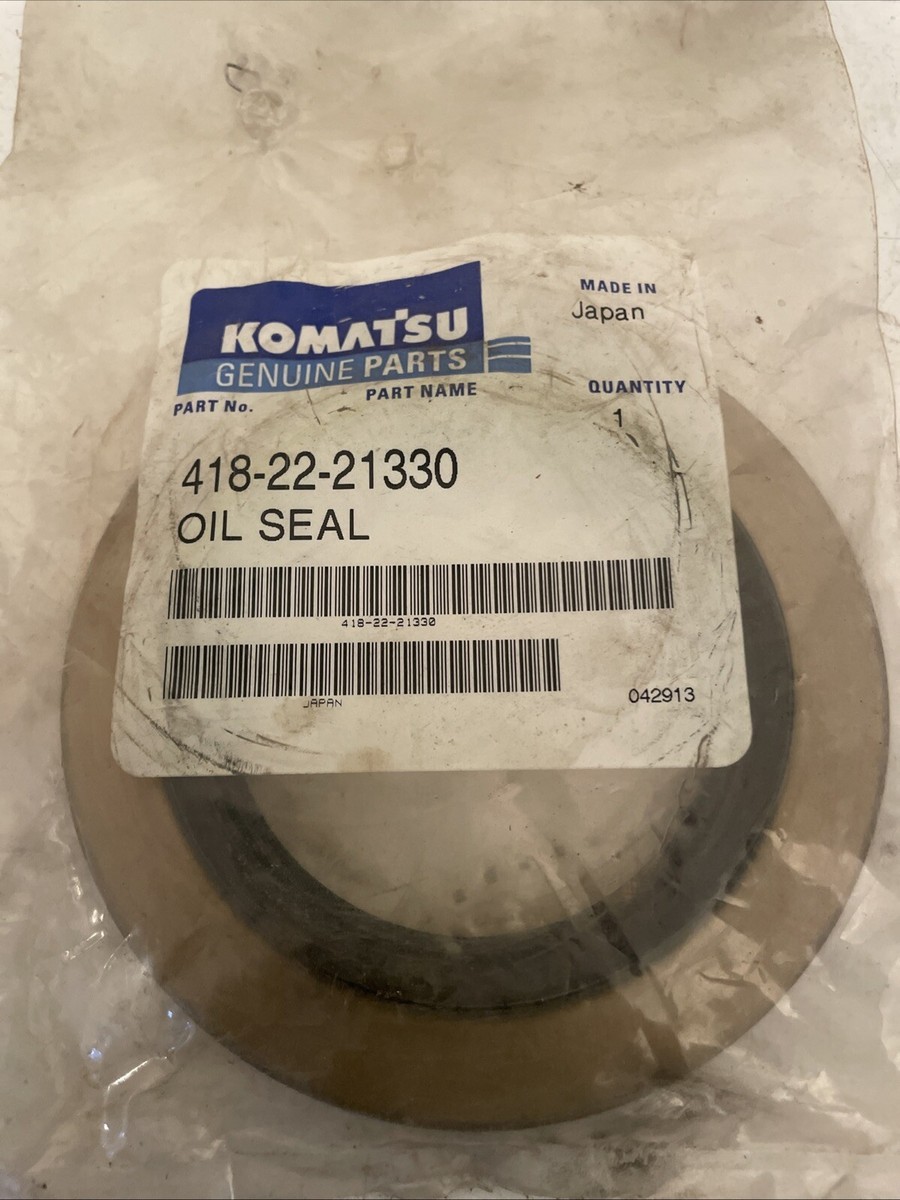 KOMATSU
GENUINE PARTS
MADE IN
Japan
PART No.
PART NAME
QUANTITY
1
418-22-21330
OIL SEAL
418-22-21330
JAPAN
042913